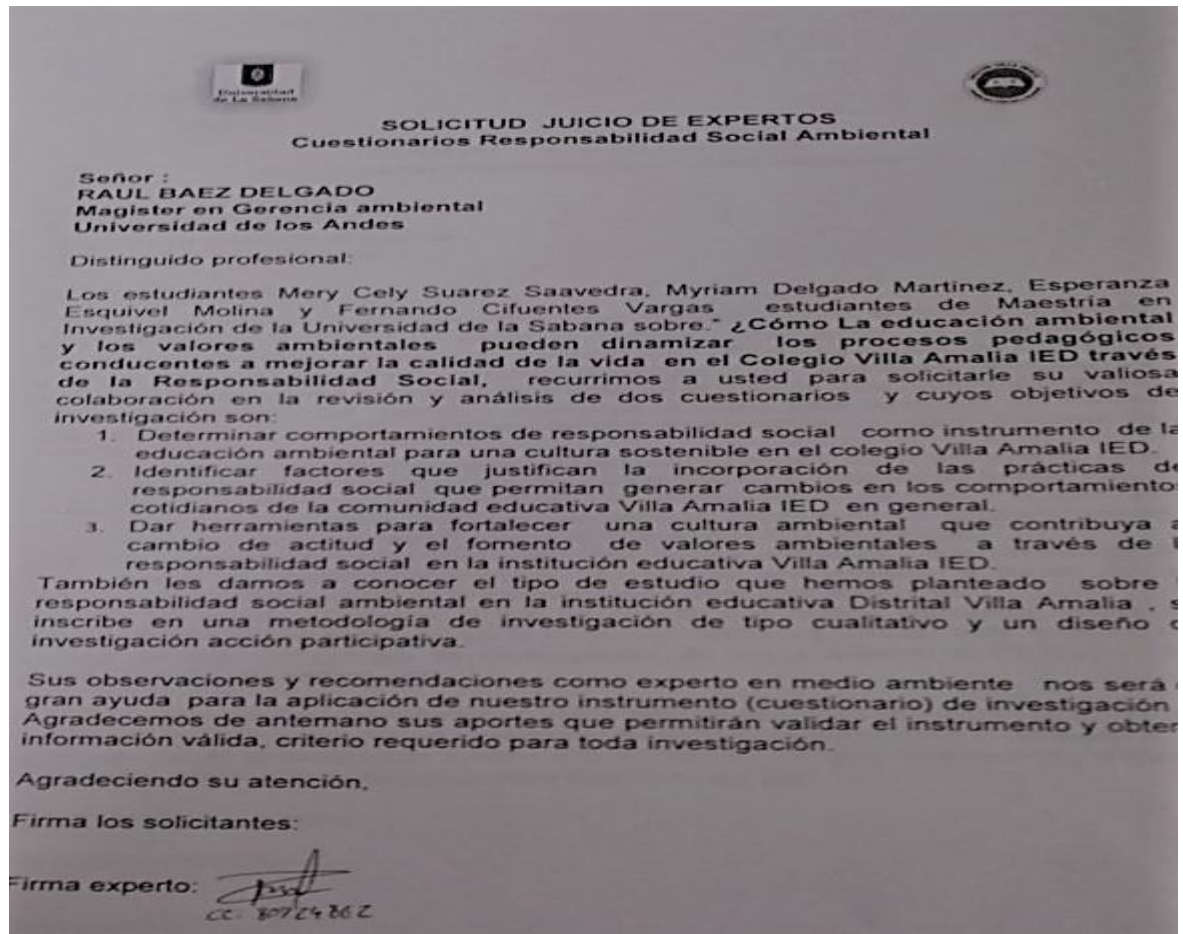 Universidad
de La Sabana
SOLICITUD JUICIO DE EXPERTOS
Cuestionarios Responsabilidad Social Ambiental
Señor :
RAUL BAEZ DELGADO
Magister en Gerencia ambiental
Universidad de los Andes
Distinguido profesional:
Los estudiantes Mery Cely Suarez Saavedra, Myriam Delgado Martinez, Esperanza
Esquivel Molina y Fernando Cifuentes Vargas estudiantes de Maestría en
Investigación de la Universidad de la Sabana sobre." ¿Cómo La educación ambiental
y los valores ambientales pueden dinamizar los procesos pedagógicos
conducentes a mejorar la calidad de la vida en el Colegio Villa Amalia IED través
de la Responsabilidad Social, recurrimos a usted para solicitarle su valiosa
colaboración en la revisión y análisis de dos cuestionarios y cuyos objetivos de
investigación son:
1. Determinar comportamientos de responsabilidad social como instrumento de la
educación ambiental para una cultura sostenible en el colegio Villa Amalia IED.
2. Identificar factores que justifican la incorporación de las prácticas de
responsabilidad social que permitan generar cambios en los comportamientos
cotidianos de la comunidad educativa Villa Amalia IED en general.
3. Dar herramientas para fortalecer una cultura ambiental que contribuya a
cambio de actitud y el fomento de valores ambientales a través de l
responsabilidad social en la institución educativa Villa Amalia IED.
También les damos a conocer el tipo de estudio que hemos planteado sobre
responsabilidad social ambiental en la institución educativa Distrital Villa Amalia , s
inscribe en una metodología de investigación de tipo cualitativo y un diseño
investigación acción participativa.
Sus observaciones y recomendaciones como experto en medio ambiente nos será
gran ayuda para la aplicación de nuestro instrumento (cuestionario) de investigación
Agradecemos de antemano sus aportes que permitirán validar el instrumento y obten
información válida, criterio requerido para toda investigación.
Agradeciendo su atención,
Firma los solicitantes:
Firma experto:
cc.